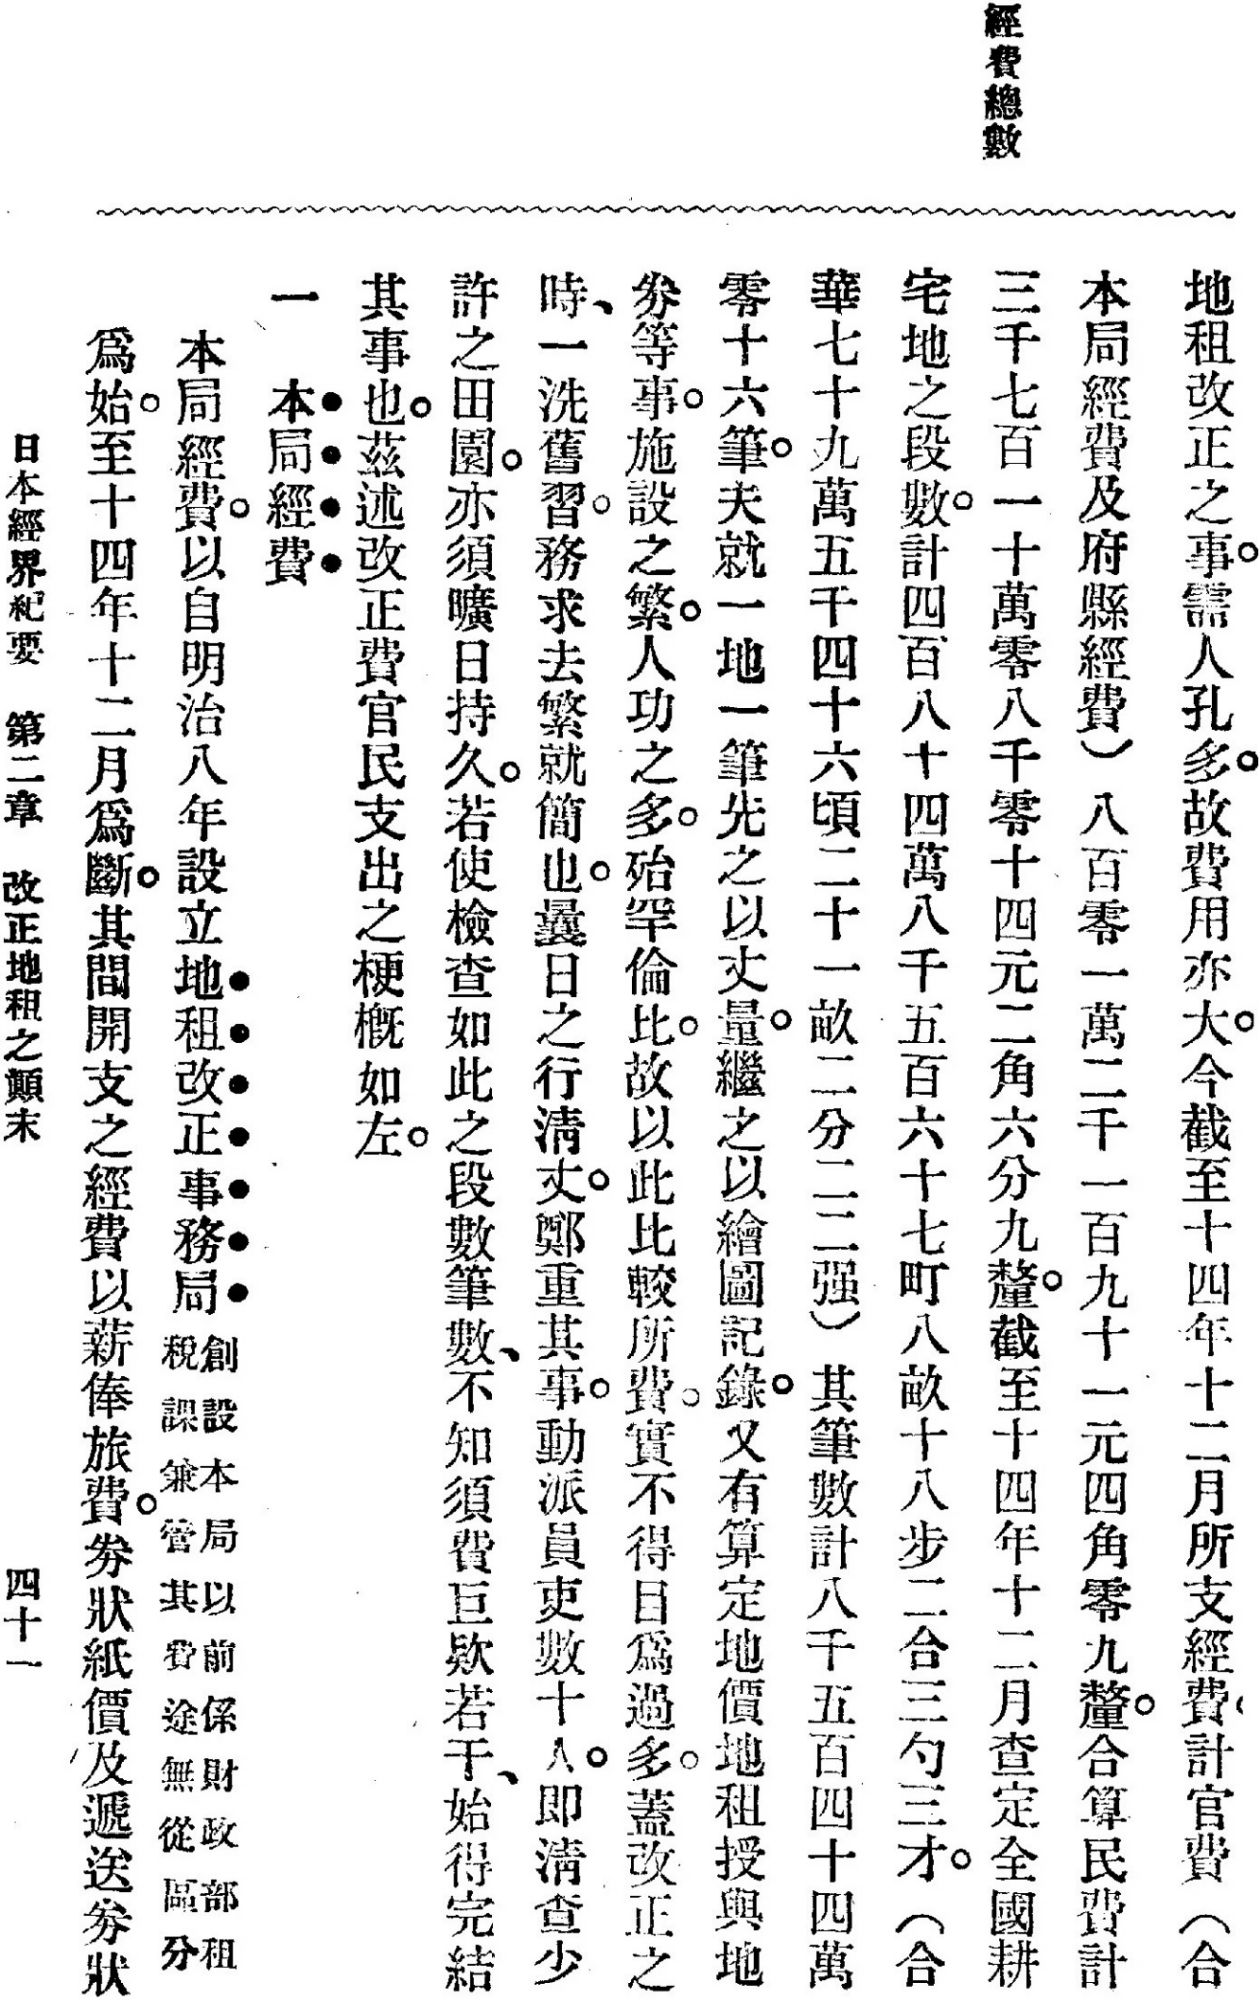 經費總數
地租改正之事。需人孔多。故費用亦大。今截至十四年十二月所支經費。計官費（合
本局經費及府縣經費）八百零一萬二千一百九十一元四角零九釐。合算民費計
三千七百一十萬零八千零十四元二角六分九釐。截至十四年十二月查定全國耕
宅地之段數。計四百八十四萬八千五百六十七町八畝十八步二合三勺三才。（合
華七十九萬五千四十六頃二十一畝二分二二强）其筆數計八千五百四十四萬
零十六筆。夫就一地一筆先之以丈量。繼之以繪圖記錄。又有算定地價地租授與地
券等事。施設之繁。人功之多。殆罕倫比。故以此比較所費。實不得目爲過多。蓋改正之
時、一洗舊習。務求去繁就簡也。曩日之行淸丈。鄭重其事。動派員吏數十人。即淸查少
許之田園。亦須曠日持久。若使檢查如此之段數筆數、不知須費巨欵若干、始得完結
其事也。茲述改正費官民支出之梗概如左。
一　本局經費
本局經費。以自明治八年設立地租改正事務局創設本局以前係財政部租
稅課兼管其費途無從區分
爲始。至十四年十二月爲斷。其間開支之經費以薪俸旅費。券狀紙價及遞送券狀
日本經界紀要　第二章　改正地租之顚末　四十一